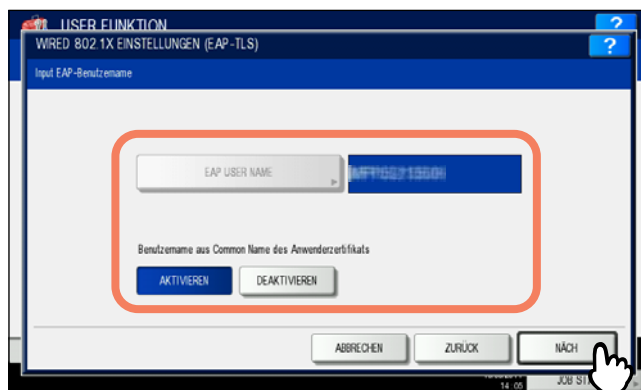 USER FUNKTION
?
WIRED 802.1X EINSTELLUNGEN (EAP-TLS)
?
Input EAP-Benutzername
EAP USER NAME
Benutzername aus Common Name des Anwenderzertifikats
AKTIVIEREN DEAKTIVIEREN
ABBRECHEN ZURÜCK NÄCH
14:05 JOB ST